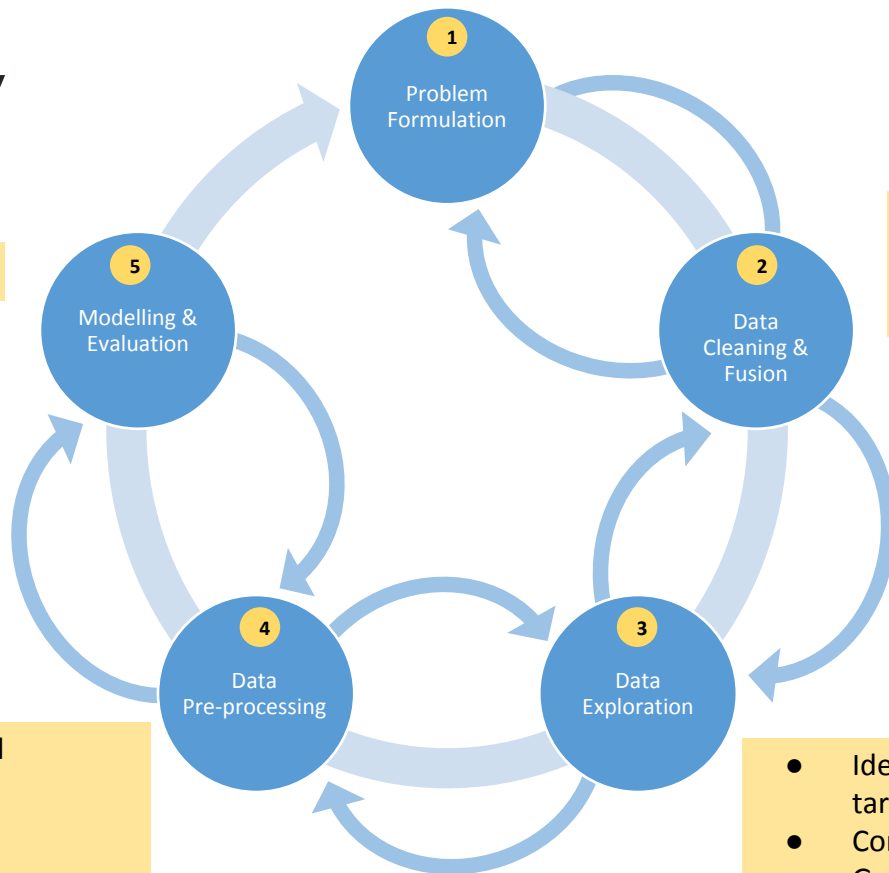 1
Problem
Formulation
2
Data
Cleaning &
Fusion
3
Data
Exploration
4
Data
Pre-processing
5
Modelling &
Evaluation
●
●